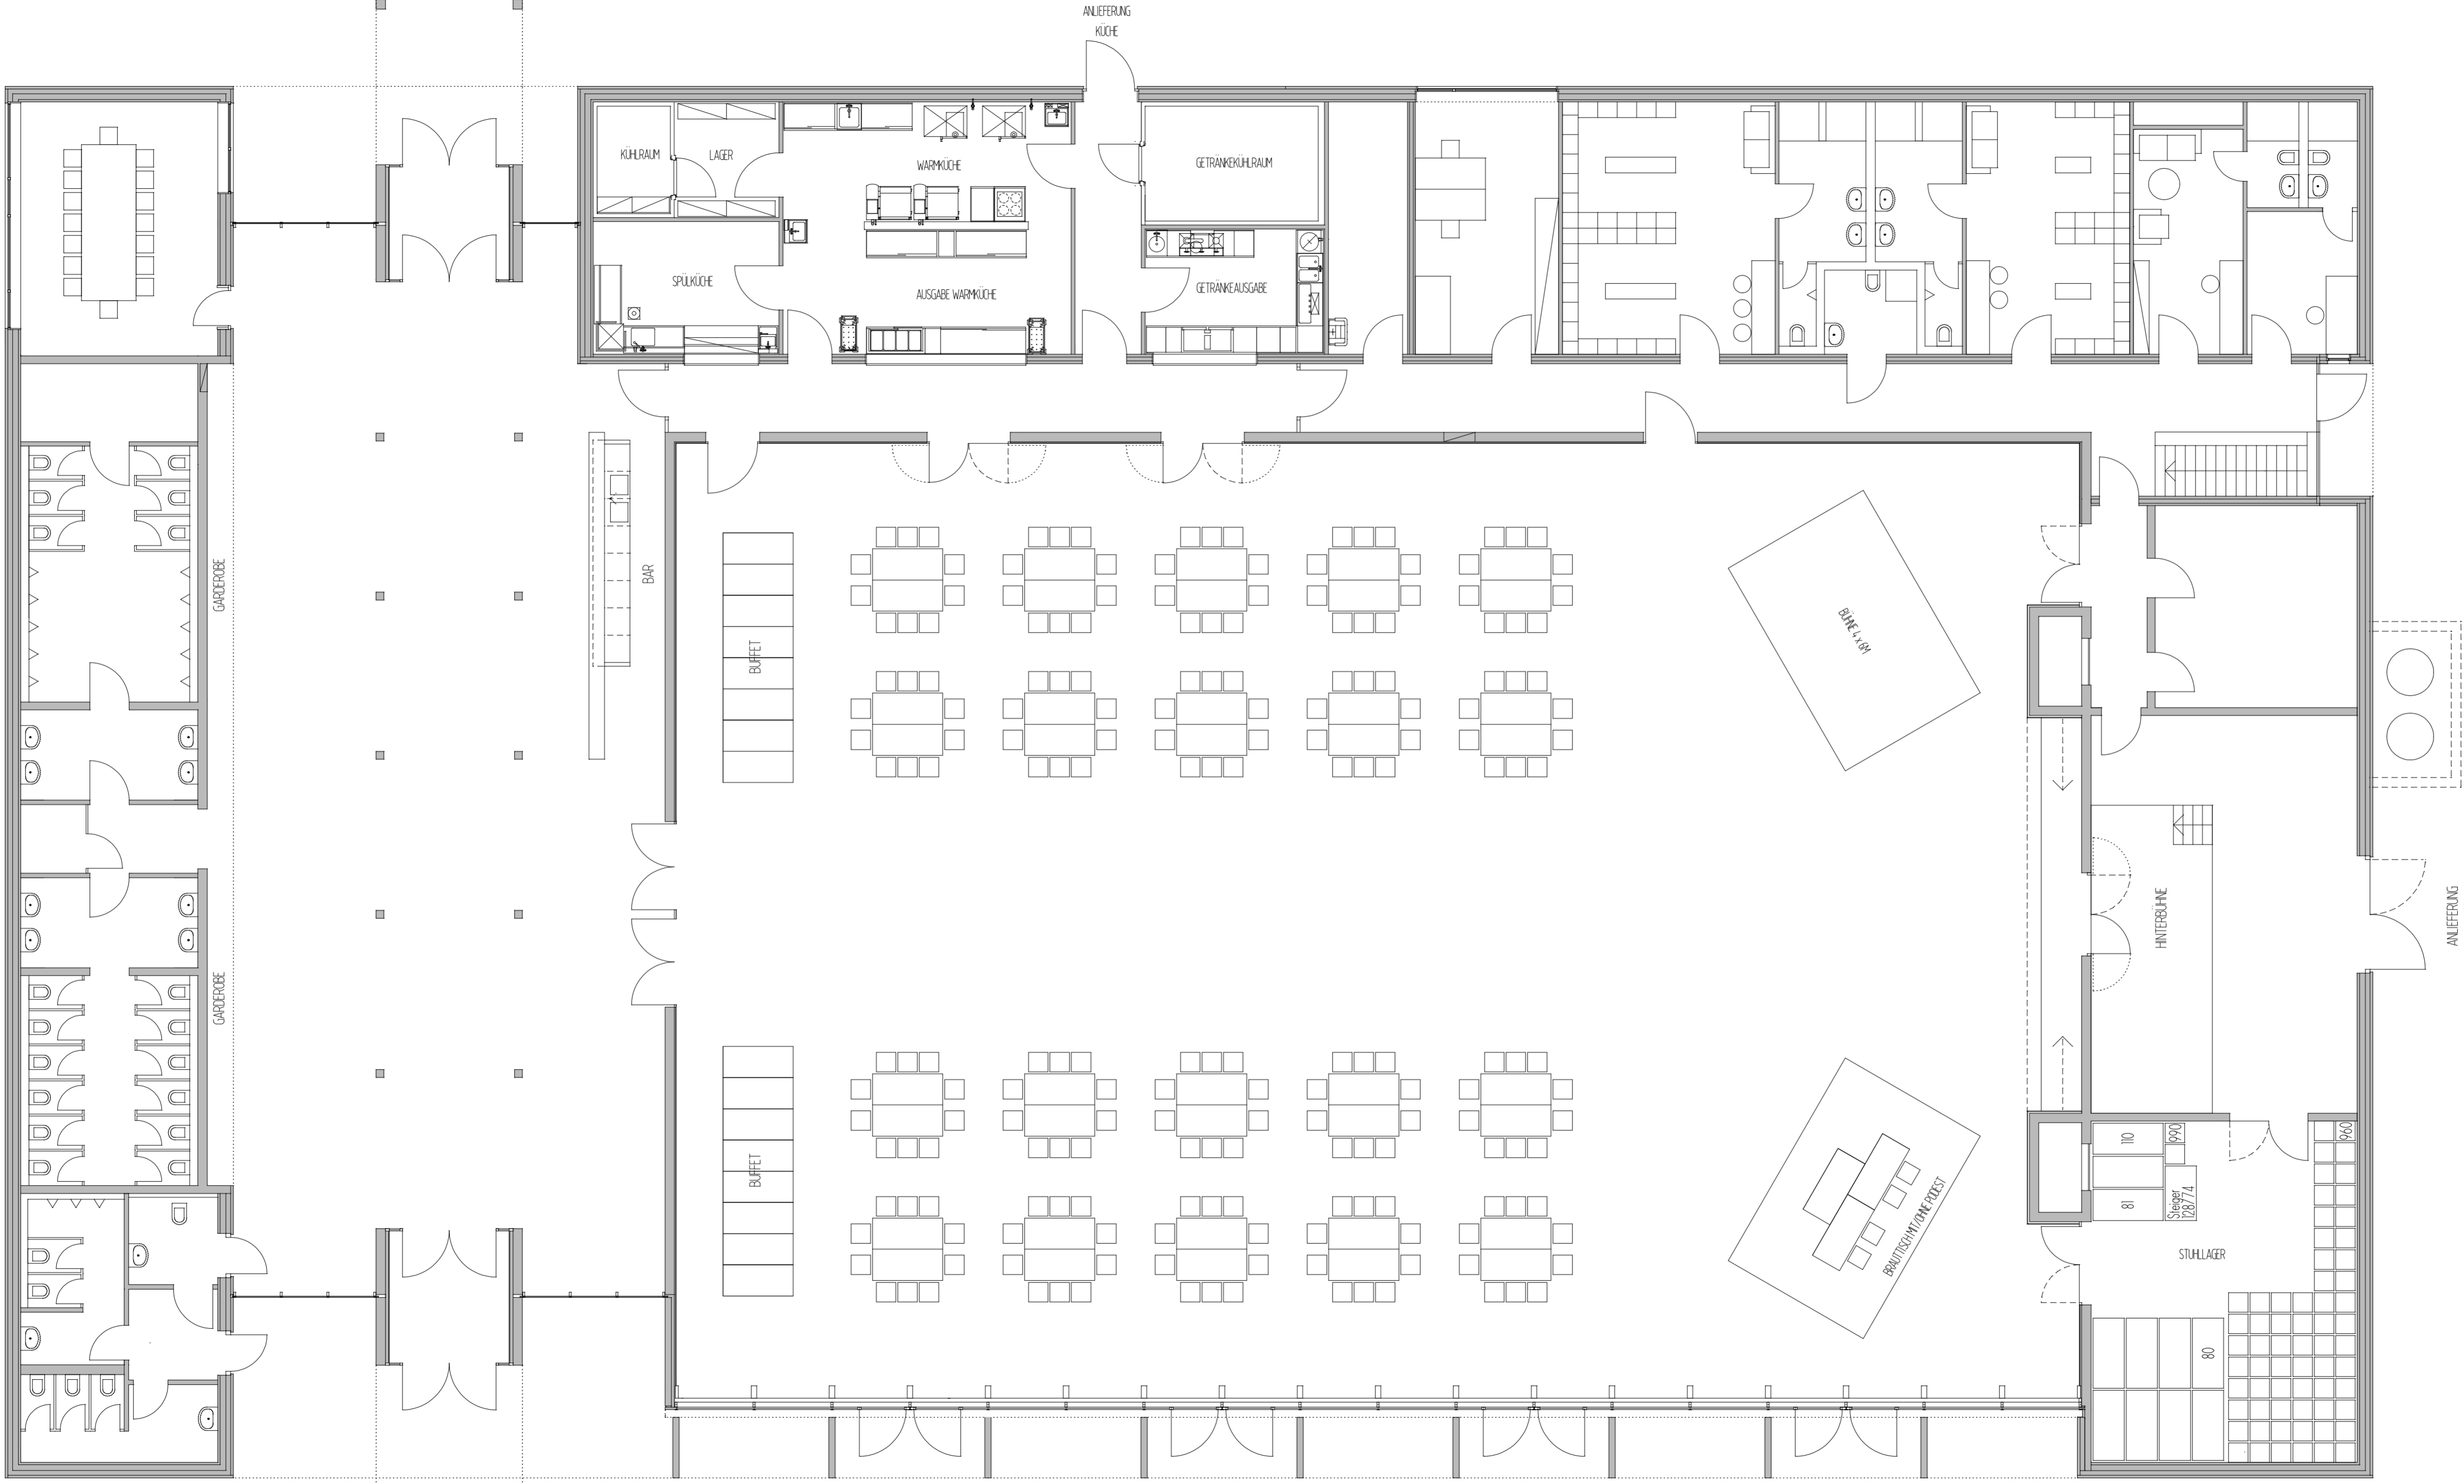 ANLIEFERUNG
KÜCHE
KÜHLRAUM
LAGER
WARMKÜCHE
GETRÄNKEKÜHLRAUM
SPÜLKÜCHE
AUSGABE WARMKÜCHE
GETRÄNKEAUSGABE
GARDEROBE
BAR
BUFFET
BÜHNE 4 x 6M
HINTERBÜHNE
ANLIEFERUNG
GARDEROBE
BUFFET
BRAUTTISCH MIT/OHNE PODEST
110
990
960
81
Steiger
128/74
STUHLLAGER
80